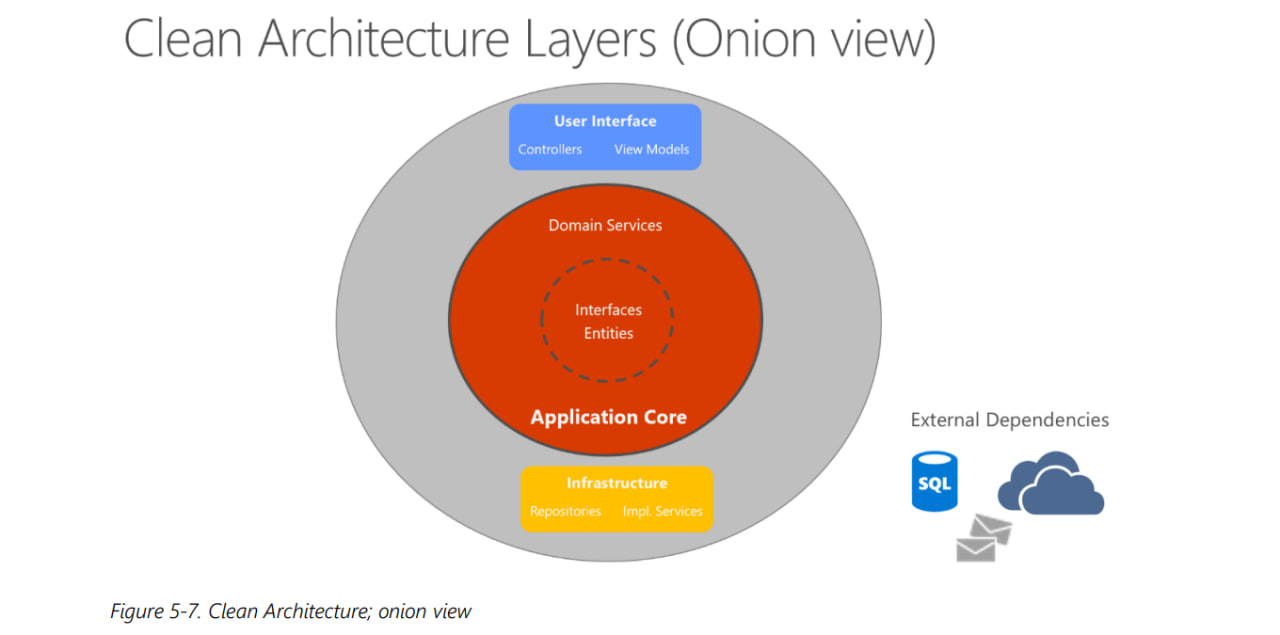 Clean Architecture Layers (Onion view)
User Interface
Controllers View Models
Domain Services
Interfaces
Entities
Application Core
Infrastructure
Repositories Impl. Services
External Dependencies
SQL
Figure 5-7. Clean Architecture; onion view